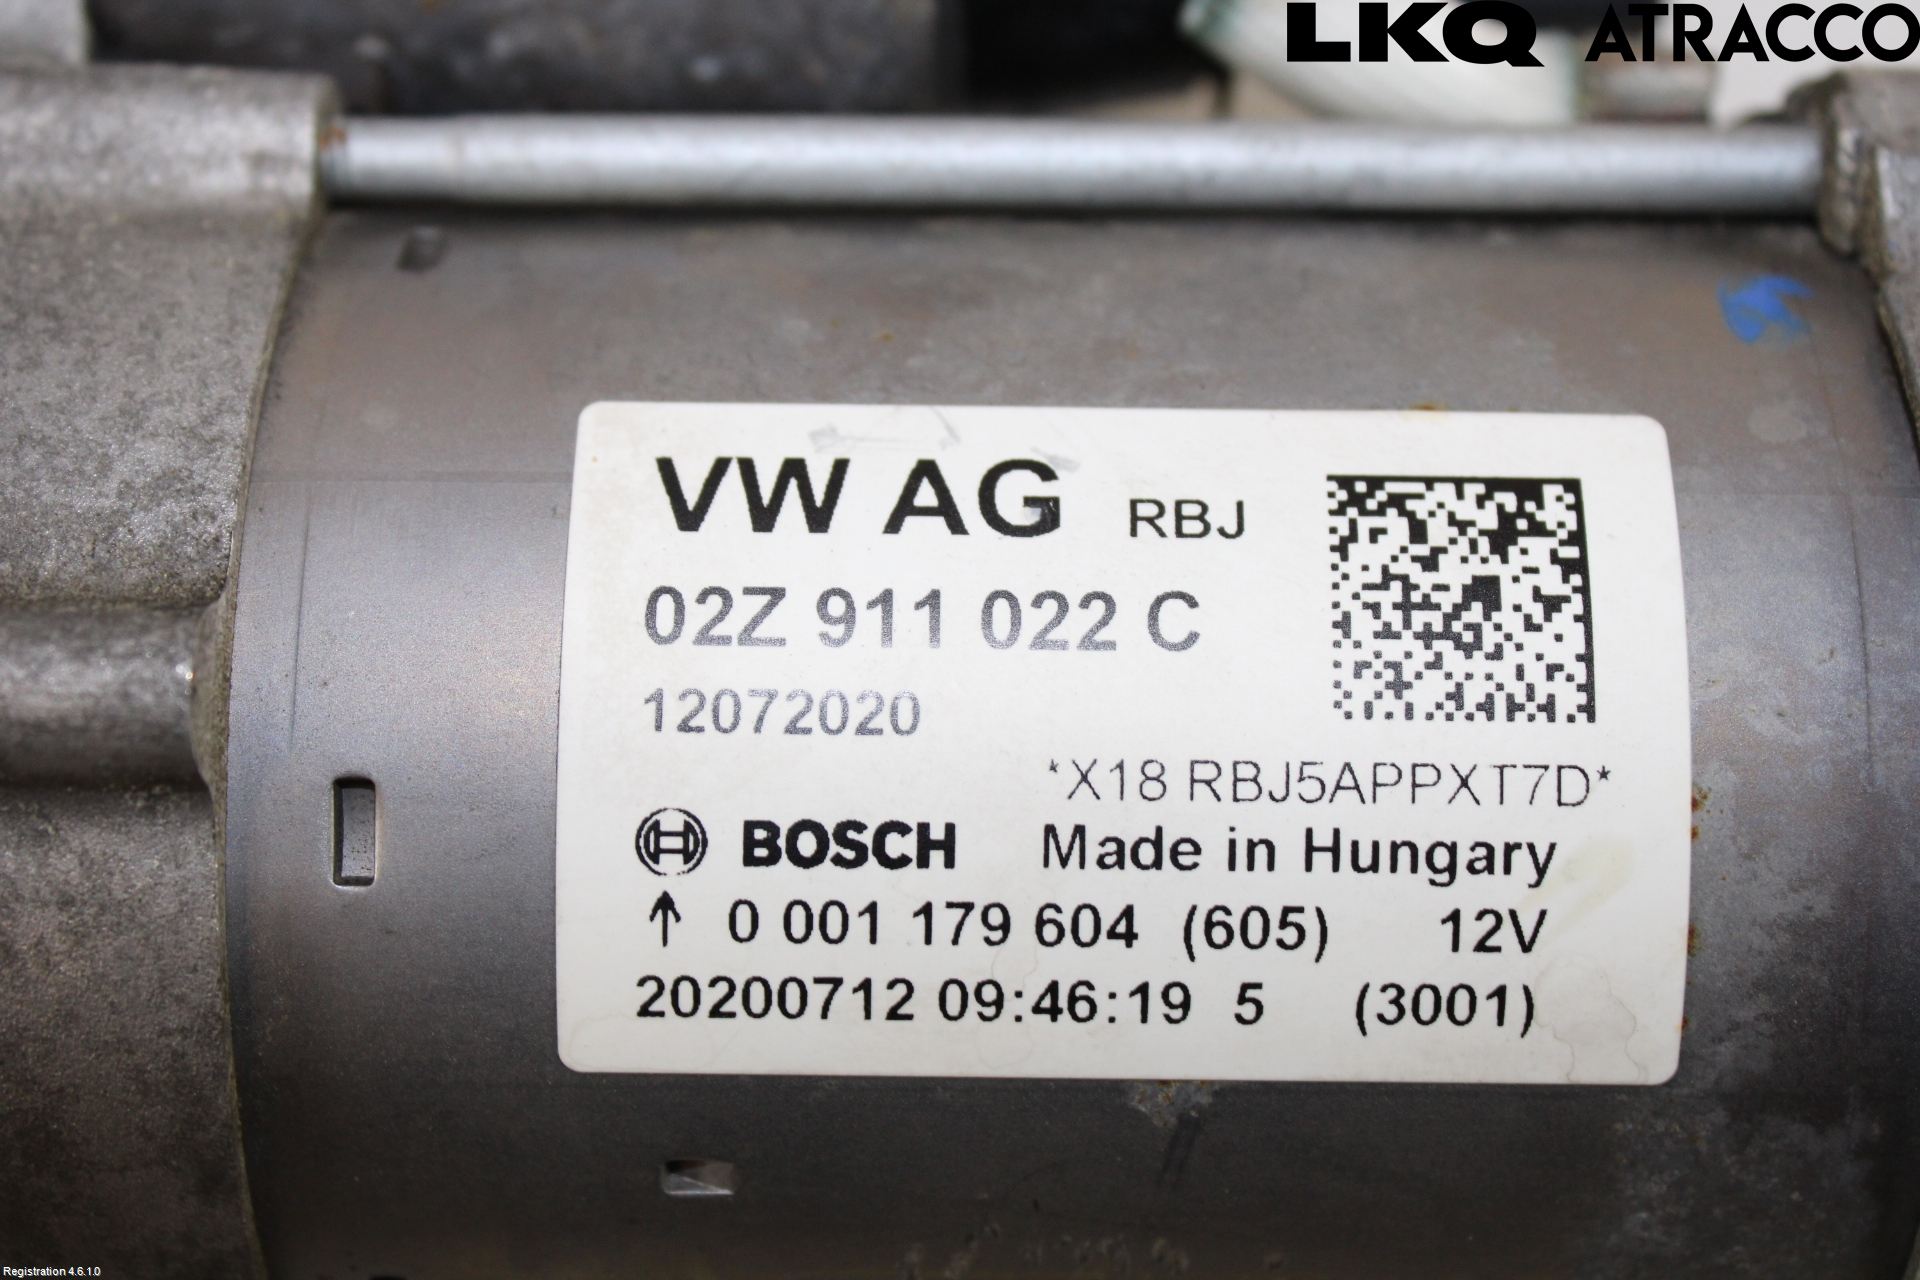 LKQ ATRACCO
VW AG RBJ
02Z 911 022 C
12072020
*X18 RBJ5APPXT7D*
BOSCH Made in Hungary
↑ 0 001 179 604 (605) 12V
20200712 09:46:19 5 (3001)
Registration 4.6.1.0